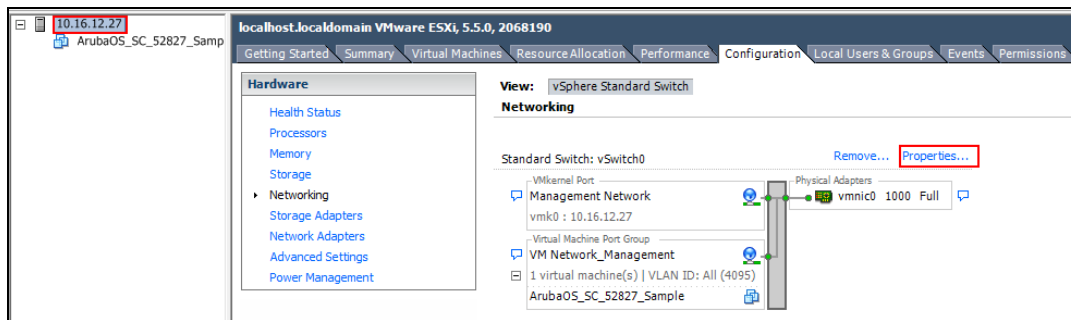 10.16.12.27
ArubaOS_SC_52827_Samp
localhost.localdomain VMware ESXi, 5.5.0, 2068190
Getting Started Summary Virtual Machines Resource Allocation Performance Configuration Local Users & Groups Events Permissions
Hardware
Health Status
Processors
Memory
Storage
Networking
Storage Adapters
Network Adapters
Advanced Settings
Power Management
View: vSphere Standard Switch
Networking
Standard Switch: vSwitch0 Remove... Properties...
VMkernel Port
Management Network
vmk0 : 10.16.12.27
Physical Adapters
vmnic0 1000 Full
Virtual Machine Port Group
VM Network_Management
1 virtual machine(s) | VLAN ID: All (4095)
ArubaOS_SC_52827_Sample